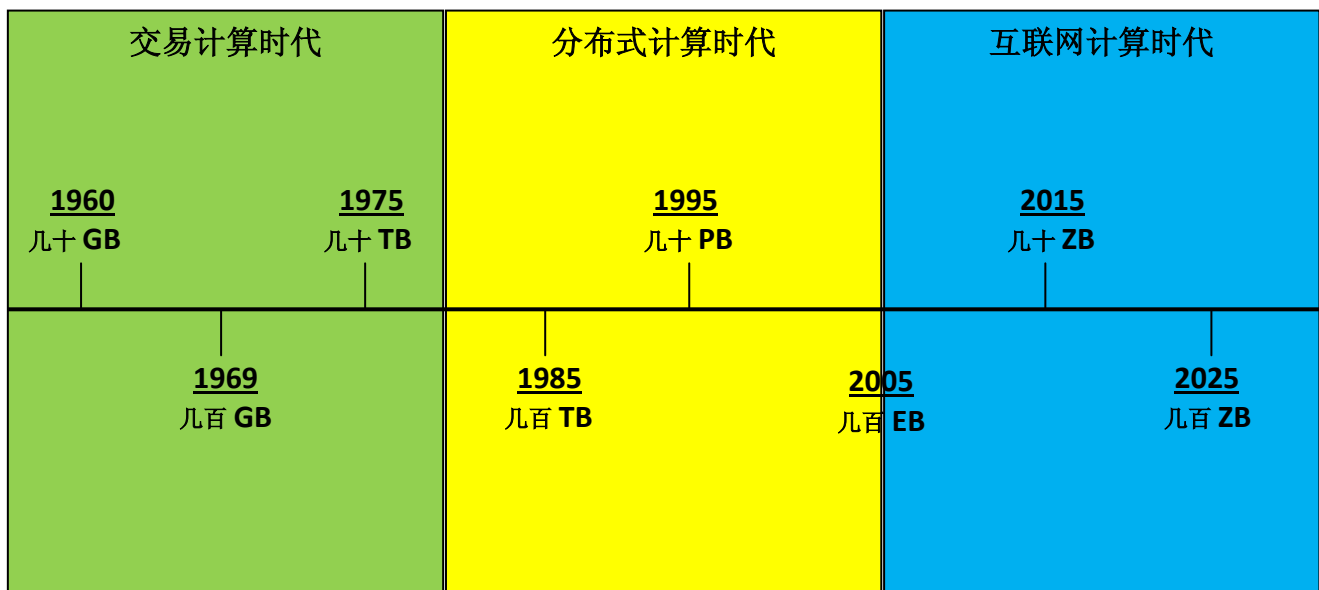 交易计算时代
分布式计算时代
互联网计算时代
1960
几十 GB
1975
几十 TB
1995
几十 PB
2015
几十 ZB
1969
几百 GB
1985
几百 TB
2005
几百 EB
2025
几百 ZB